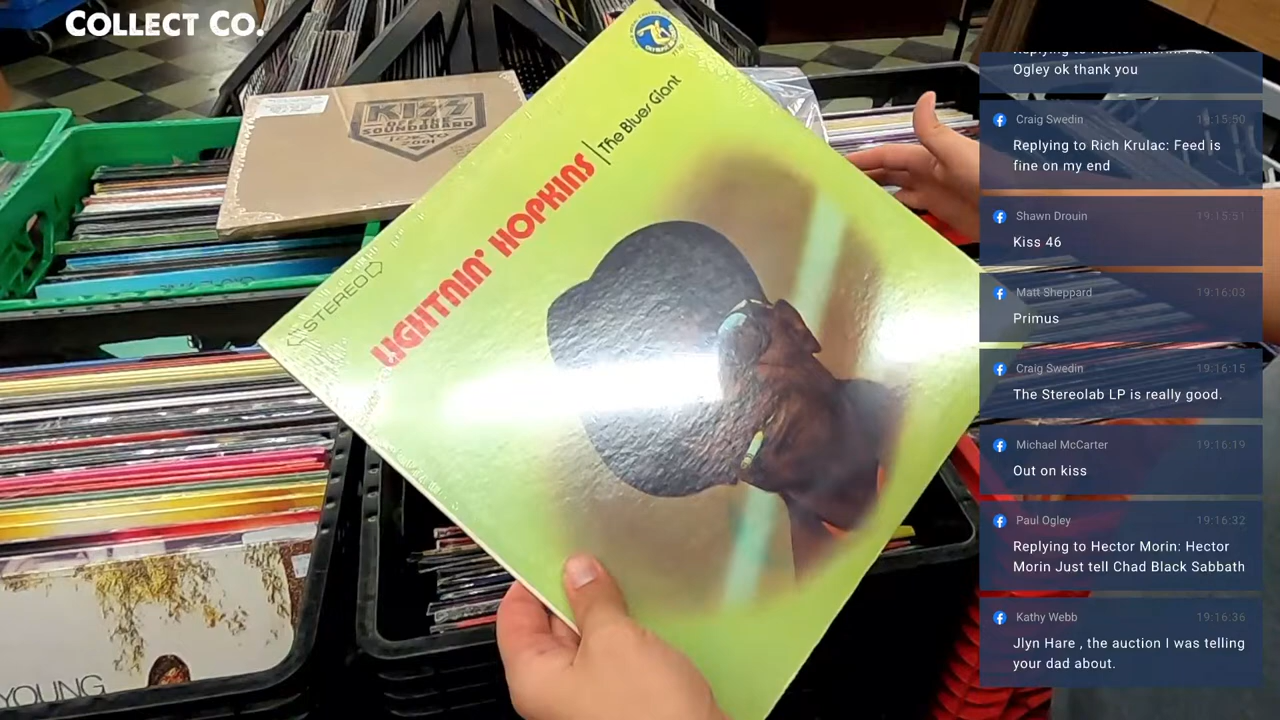 COLLECT CO.
KISS
OFF THE
SOUNDBOARD
TOKYO
2001
LIGHTNIN' HOPKINS | The Blues Giant
STEREO
YOUNG
Ogley ok thank you
Craig Swedin 19:15:50
Replying to Rich Krulac: Feed is
fine on my end
Shawn Drouin 19:15:51
Kiss 46
Matt Sheppard 19:16:03
Primus
Craig Swedin 19:16:15
The Stereolab LP is really good.
Michael McCarter 19:16:19
Out on kiss
Paul Ogley 19:16:32
Replying to Hector Morin: Hector
Morin Just tell Chad Black Sabbath
Kathy Webb 19:16:36
Jlyn Hare , the auction I was telling
your dad about.